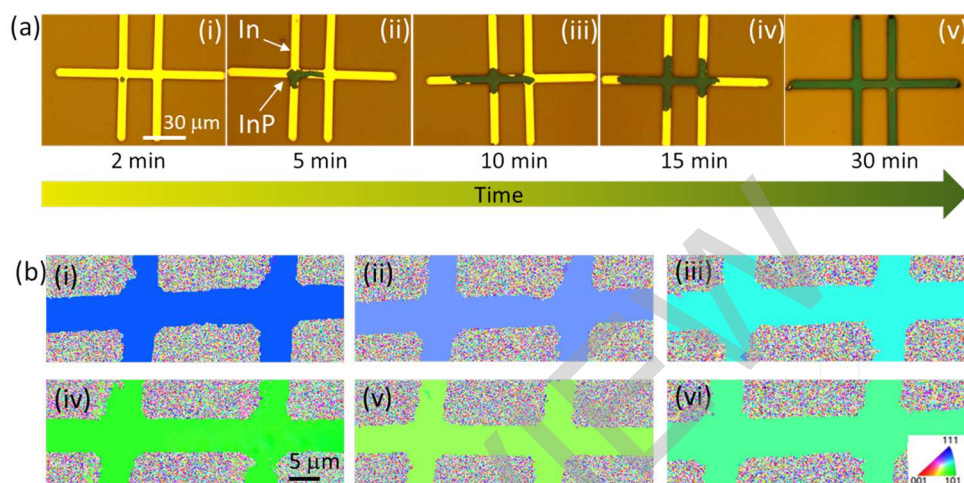 (a)
(i) (ii) (iii) (iv) (v)
In
InP
30 μm
2 min 5 min 10 min 15 min 30 min
Time
(b)
(i) (ii) (iii)
(iv) (v) (vi)
5 μm
111
001 101